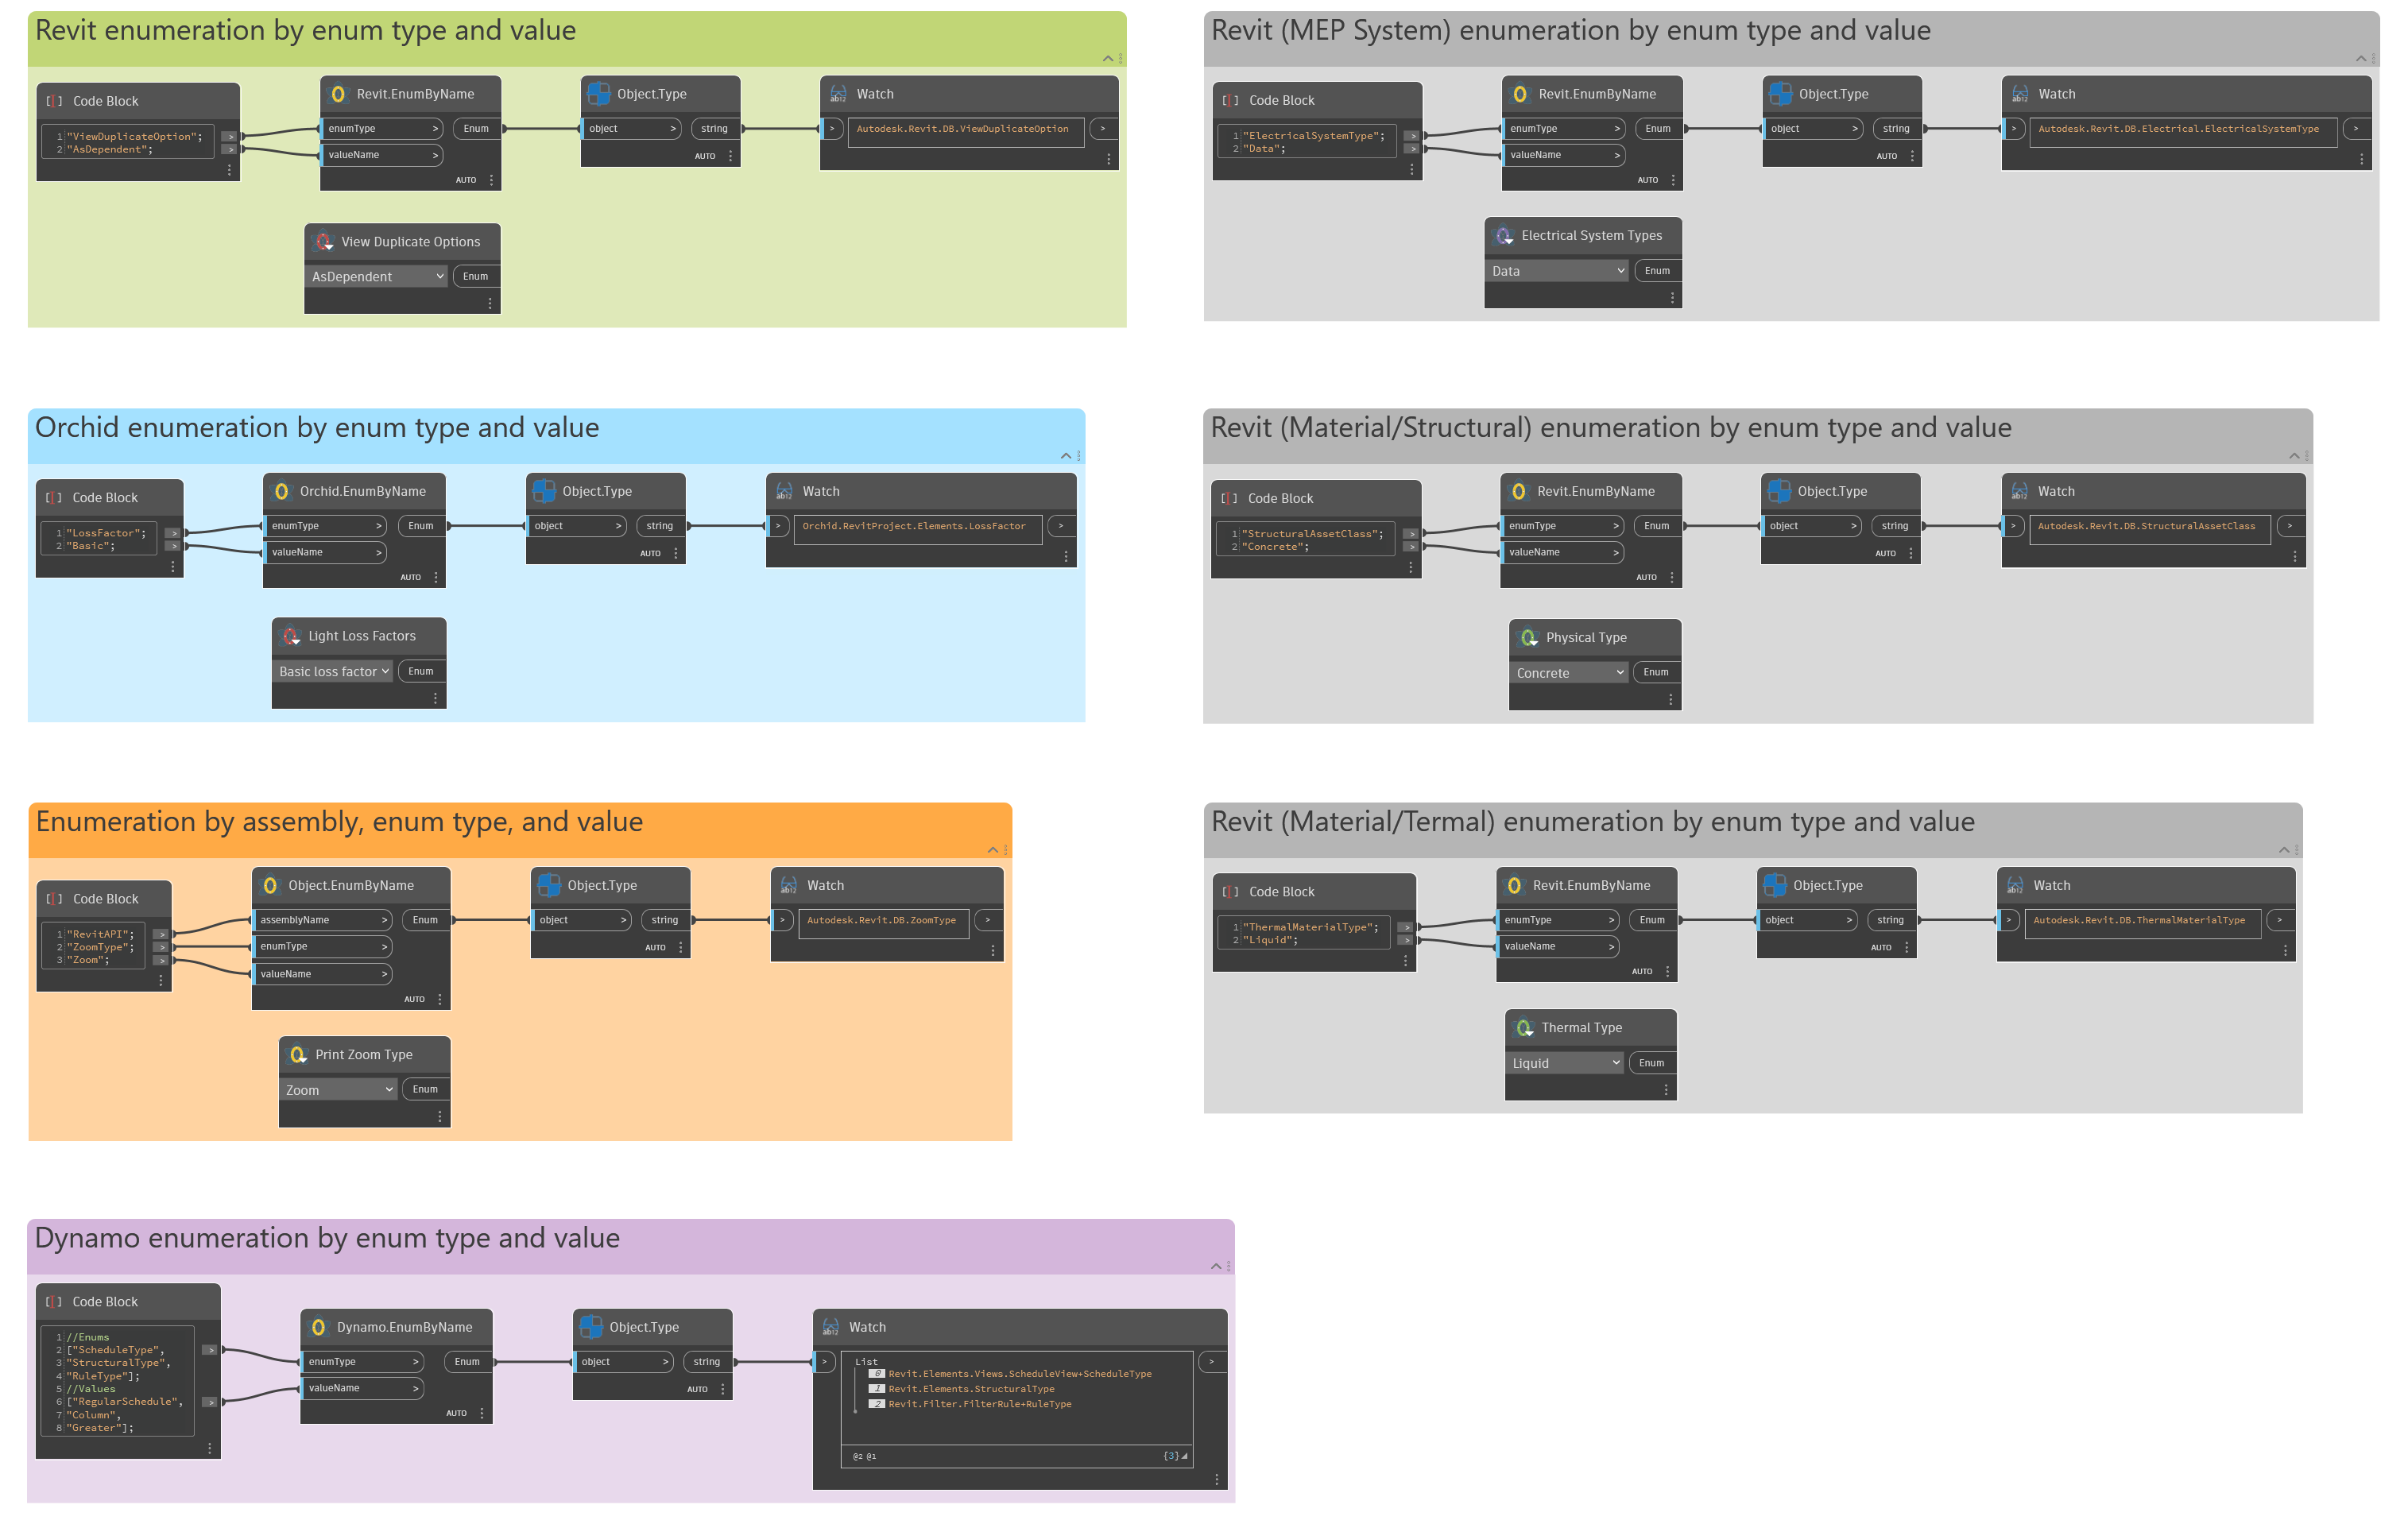 Revit enumeration by enum type and value
Code Block
1 "ViewDuplicateOption"; >
2 "AsDependent"; >
Revit.EnumByName
enumType > Enum
valueName >
AUTO
Object.Type
object > string
AUTO
Watch
> Autodesk.Revit.DB.ViewDuplicateOption >
View Duplicate Options
AsDependent Enum
Revit (MEP System) enumeration by enum type and value
Code Block
1 "ElectricalSystemType"; >
2 "Data"; >
Revit.EnumByName
enumType > Enum
valueName >
AUTO
Object.Type
object > string
AUTO
Watch
> Autodesk.Revit.DB.Electrical.ElectricalSystemType >
Electrical System Types
Data Enum
Orchid enumeration by enum type and value
Code Block
1 "LossFactor"; >
2 "Basic"; >
Orchid.EnumByName
enumType > Enum
valueName >
AUTO
Object.Type
object > string
AUTO
Watch
> Orchid.RevitProject.Elements.LossFactor >
Light Loss Factors
Basic loss factor Enum
Revit (Material/Structural) enumeration by enum type and value
Code Block
1 "StructuralAssetClass"; >
2 "Concrete"; >
Revit.EnumByName
enumType > Enum
valueName >
AUTO
Object.Type
object > string
AUTO
Watch
> Autodesk.Revit.DB.StructuralAssetClass >
Physical Type
Concrete Enum
Enumeration by assembly, enum type, and value
Code Block
1 "RevitAPI"; >
2 "ZoomType"; >
3 "Zoom"; >
Object.EnumByName
assemblyName > Enum
enumType >
valueName >
AUTO
Object.Type
object > string
AUTO
Watch
> Autodesk.Revit.DB.ZoomType >
Print Zoom Type
Zoom Enum
Revit (Material/Termal) enumeration by enum type and value
Code Block
1 "ThermalMaterialType"; >
2 "Liquid"; >
Revit.EnumByName
enumType > Enum
valueName >
AUTO
Object.Type
object > string
AUTO
Watch
> Autodesk.Revit.DB.ThermalMaterialType >
Thermal Type
Liquid Enum
Dynamo enumeration by enum type and value
Code Block
1 //Enums
2 ["ScheduleType", >
3 "StructuralType",
4 "RuleType"];
5 //Values
6 ["RegularSchedule", >
7 "Column",
8 "Greater"];
Dynamo.EnumByName
enumType > Enum
valueName >
AUTO
Object.Type
object > string
AUTO
Watch
> List >
0 Revit.Elements.Views.ScheduleView+ScheduleType
1 Revit.Elements.StructuralType
2 Revit.Filter.FilterRule+RuleType
@2 @1 {3}